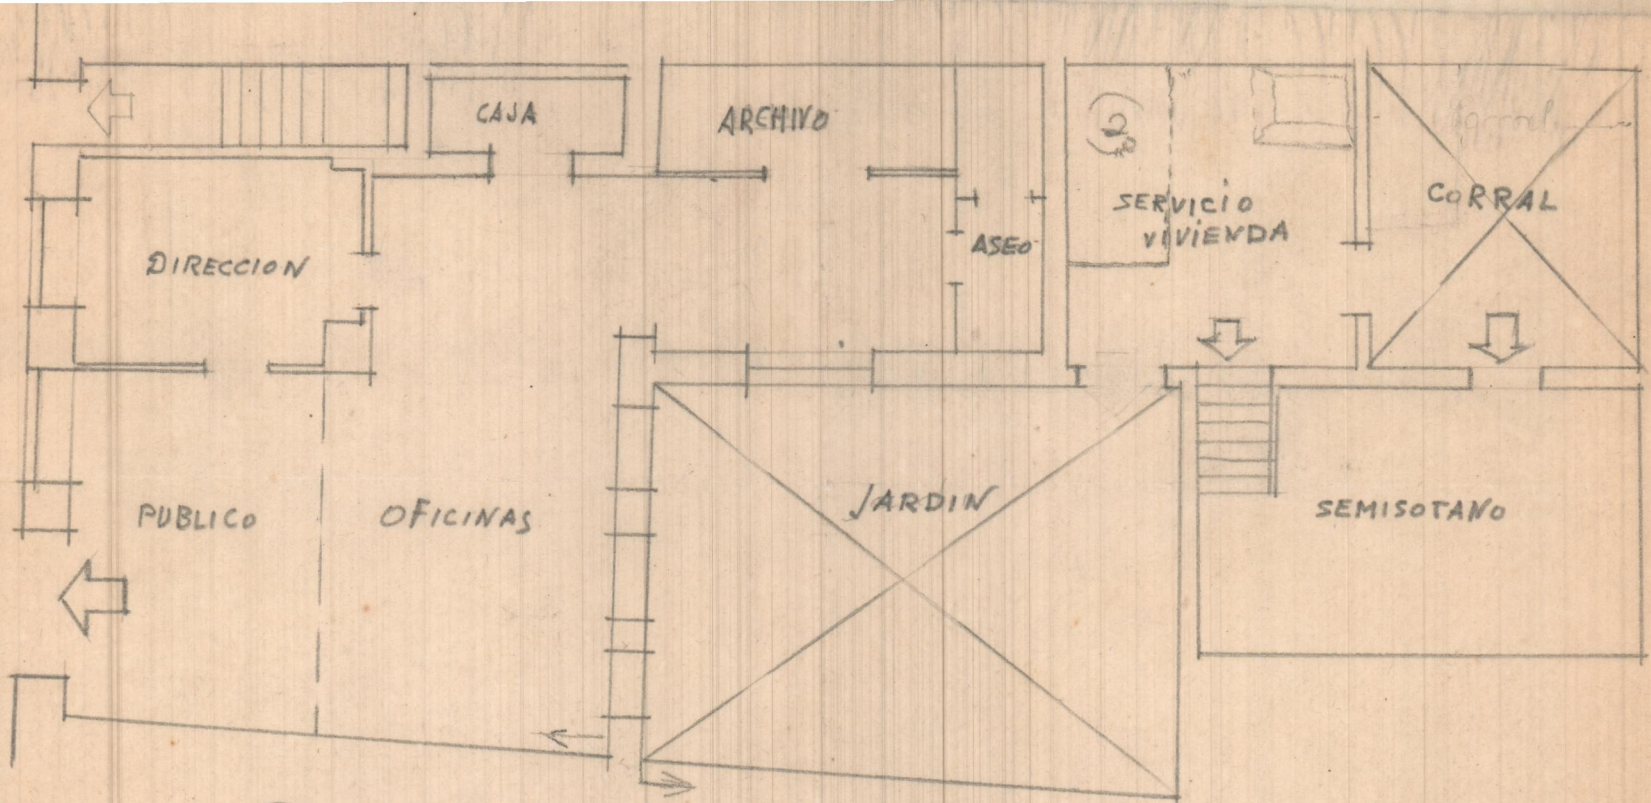 CAJA
ARCHIVO
CORRAL
SERVICIO
VIVIENDA
ASEO
DIRECCION
PUBLICO
OFICINAS
JARDIN
SEMISOTANO